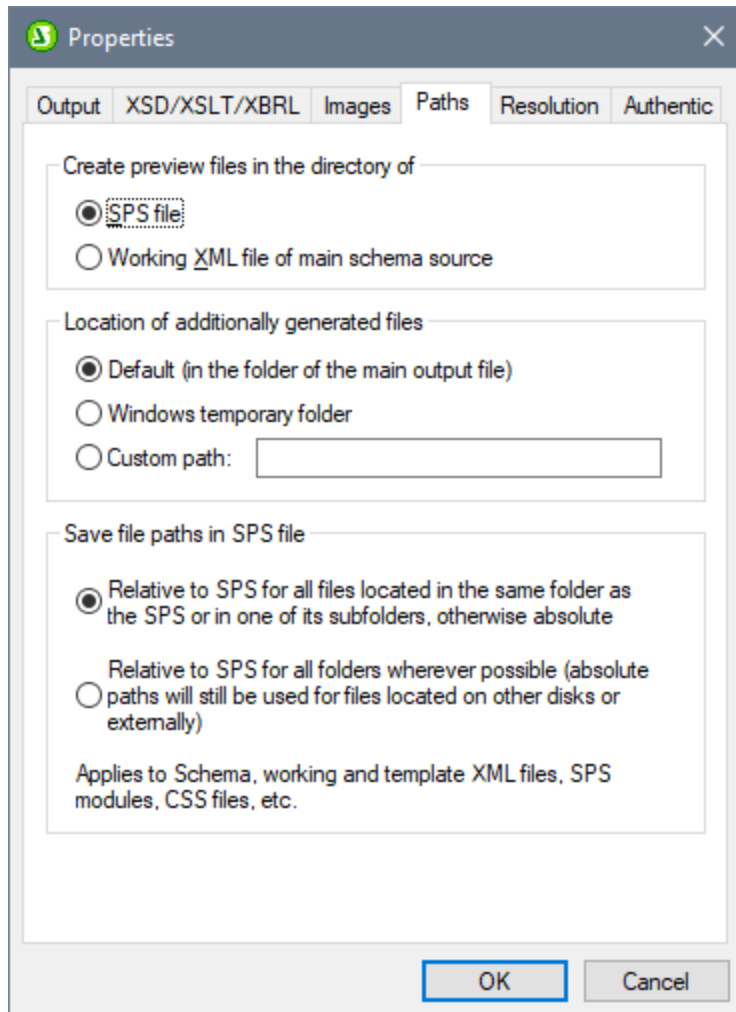 Properties
Output XSD/XSLT/XBRL Images Paths Resolution Authentic
Create preview files in the directory of
SPS file
Working XML file of main schema source
Location of additionally generated files
Default (in the folder of the main output file)
Windows temporary folder
Custom path:
Save file paths in SPS file
Relative to SPS for all files located in the same folder as
the SPS or in one of its subfolders, otherwise absolute
Relative to SPS for all folders wherever possible (absolute
paths will still be used for files located on other disks or
externally)
Applies to Schema, working and template XML files, SPS
modules, CSS files, etc.
OK Cancel